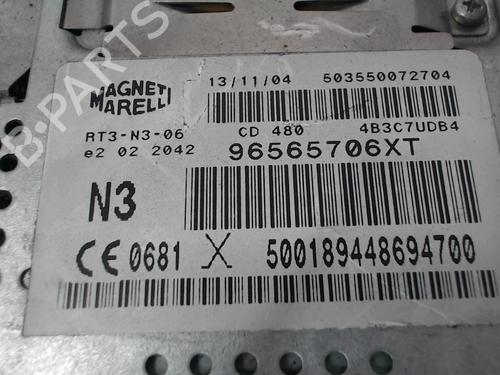 B-PARTS
MAGNETI MARELLI
13/11/04 503550072704
RT3-N3-06 CD 480 4B3C7UDB4
e2 02 2042 96565706XT
N3
CE 0681 X 500189448694700